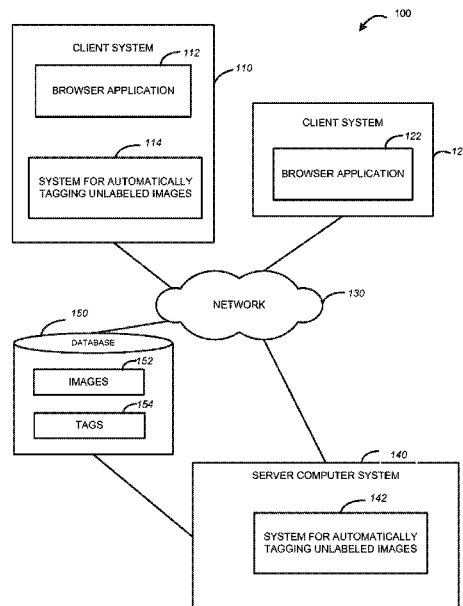 100
CLIENT SYSTEM
112
BROWSER APPLICATION
110
114
SYSTEM FOR AUTOMATICALLY
TAGGING UNLABELED IMAGES
CLIENT SYSTEM
122
BROWSER APPLICATION
12
NETWORK
130
150
DATABASE
152
IMAGES
154
TAGS
140
SERVER COMPUTER SYSTEM
142
SYSTEM FOR AUTOMATICALLY
TAGGING UNLABELED IMAGES